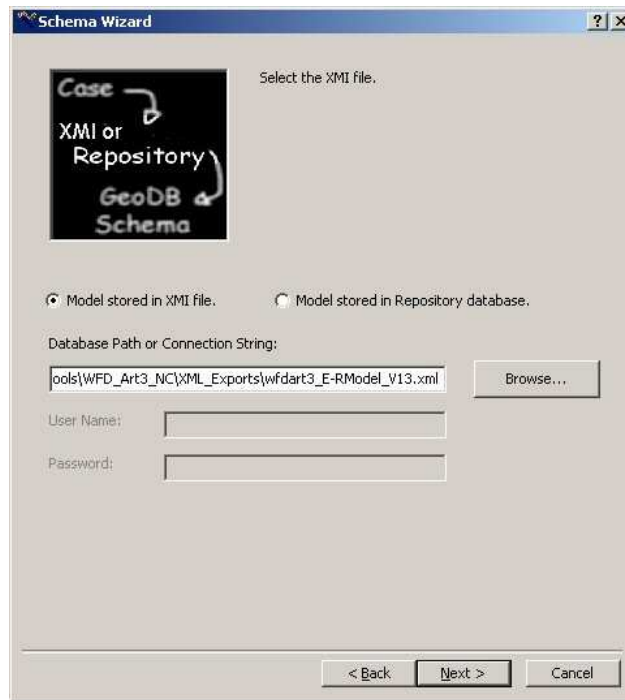 Schema Wizard
Select the XMI file.
Case
XMI or
Repository
GeoDB
Schema
Model stored in XMI file.
Model stored in Repository database.
Database Path or Connection String:
ools\WFD_Art3_NC\XML_Exports\wfdart3_E-RModel_V13.xml
Browse...
User Name:
Password:
< Back
Next >
Cancel